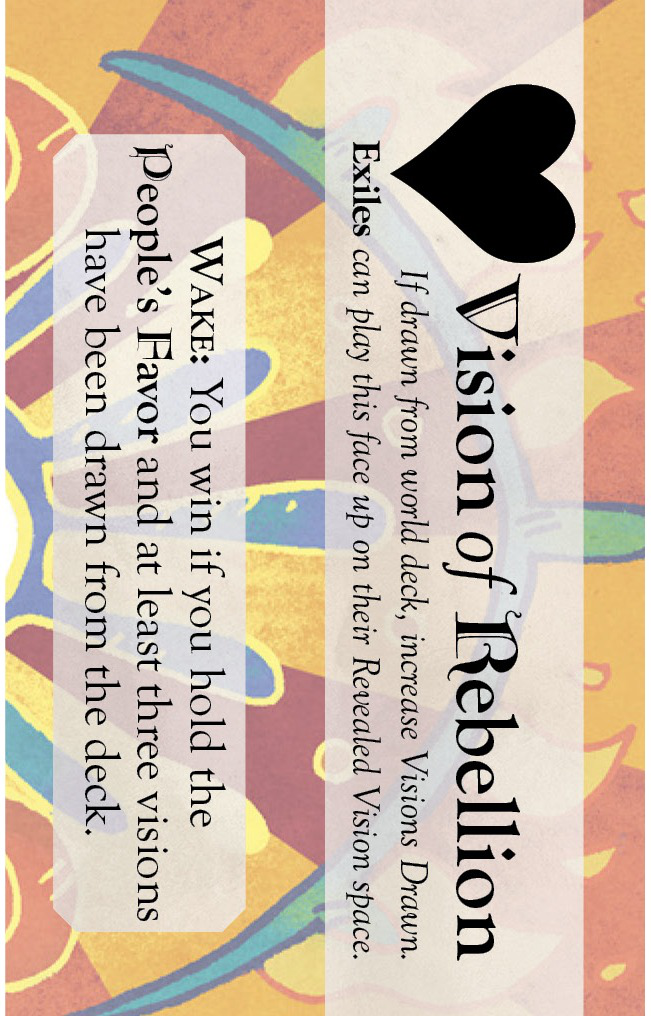 Vision of Rebellion
If drawn from world deck, increase Visions Drawn.
Exiles can play this face up on their Revealed Vision space.
WAKE: You win if you hold the
People's Favor and at least three visions
have been drawn from the deck.